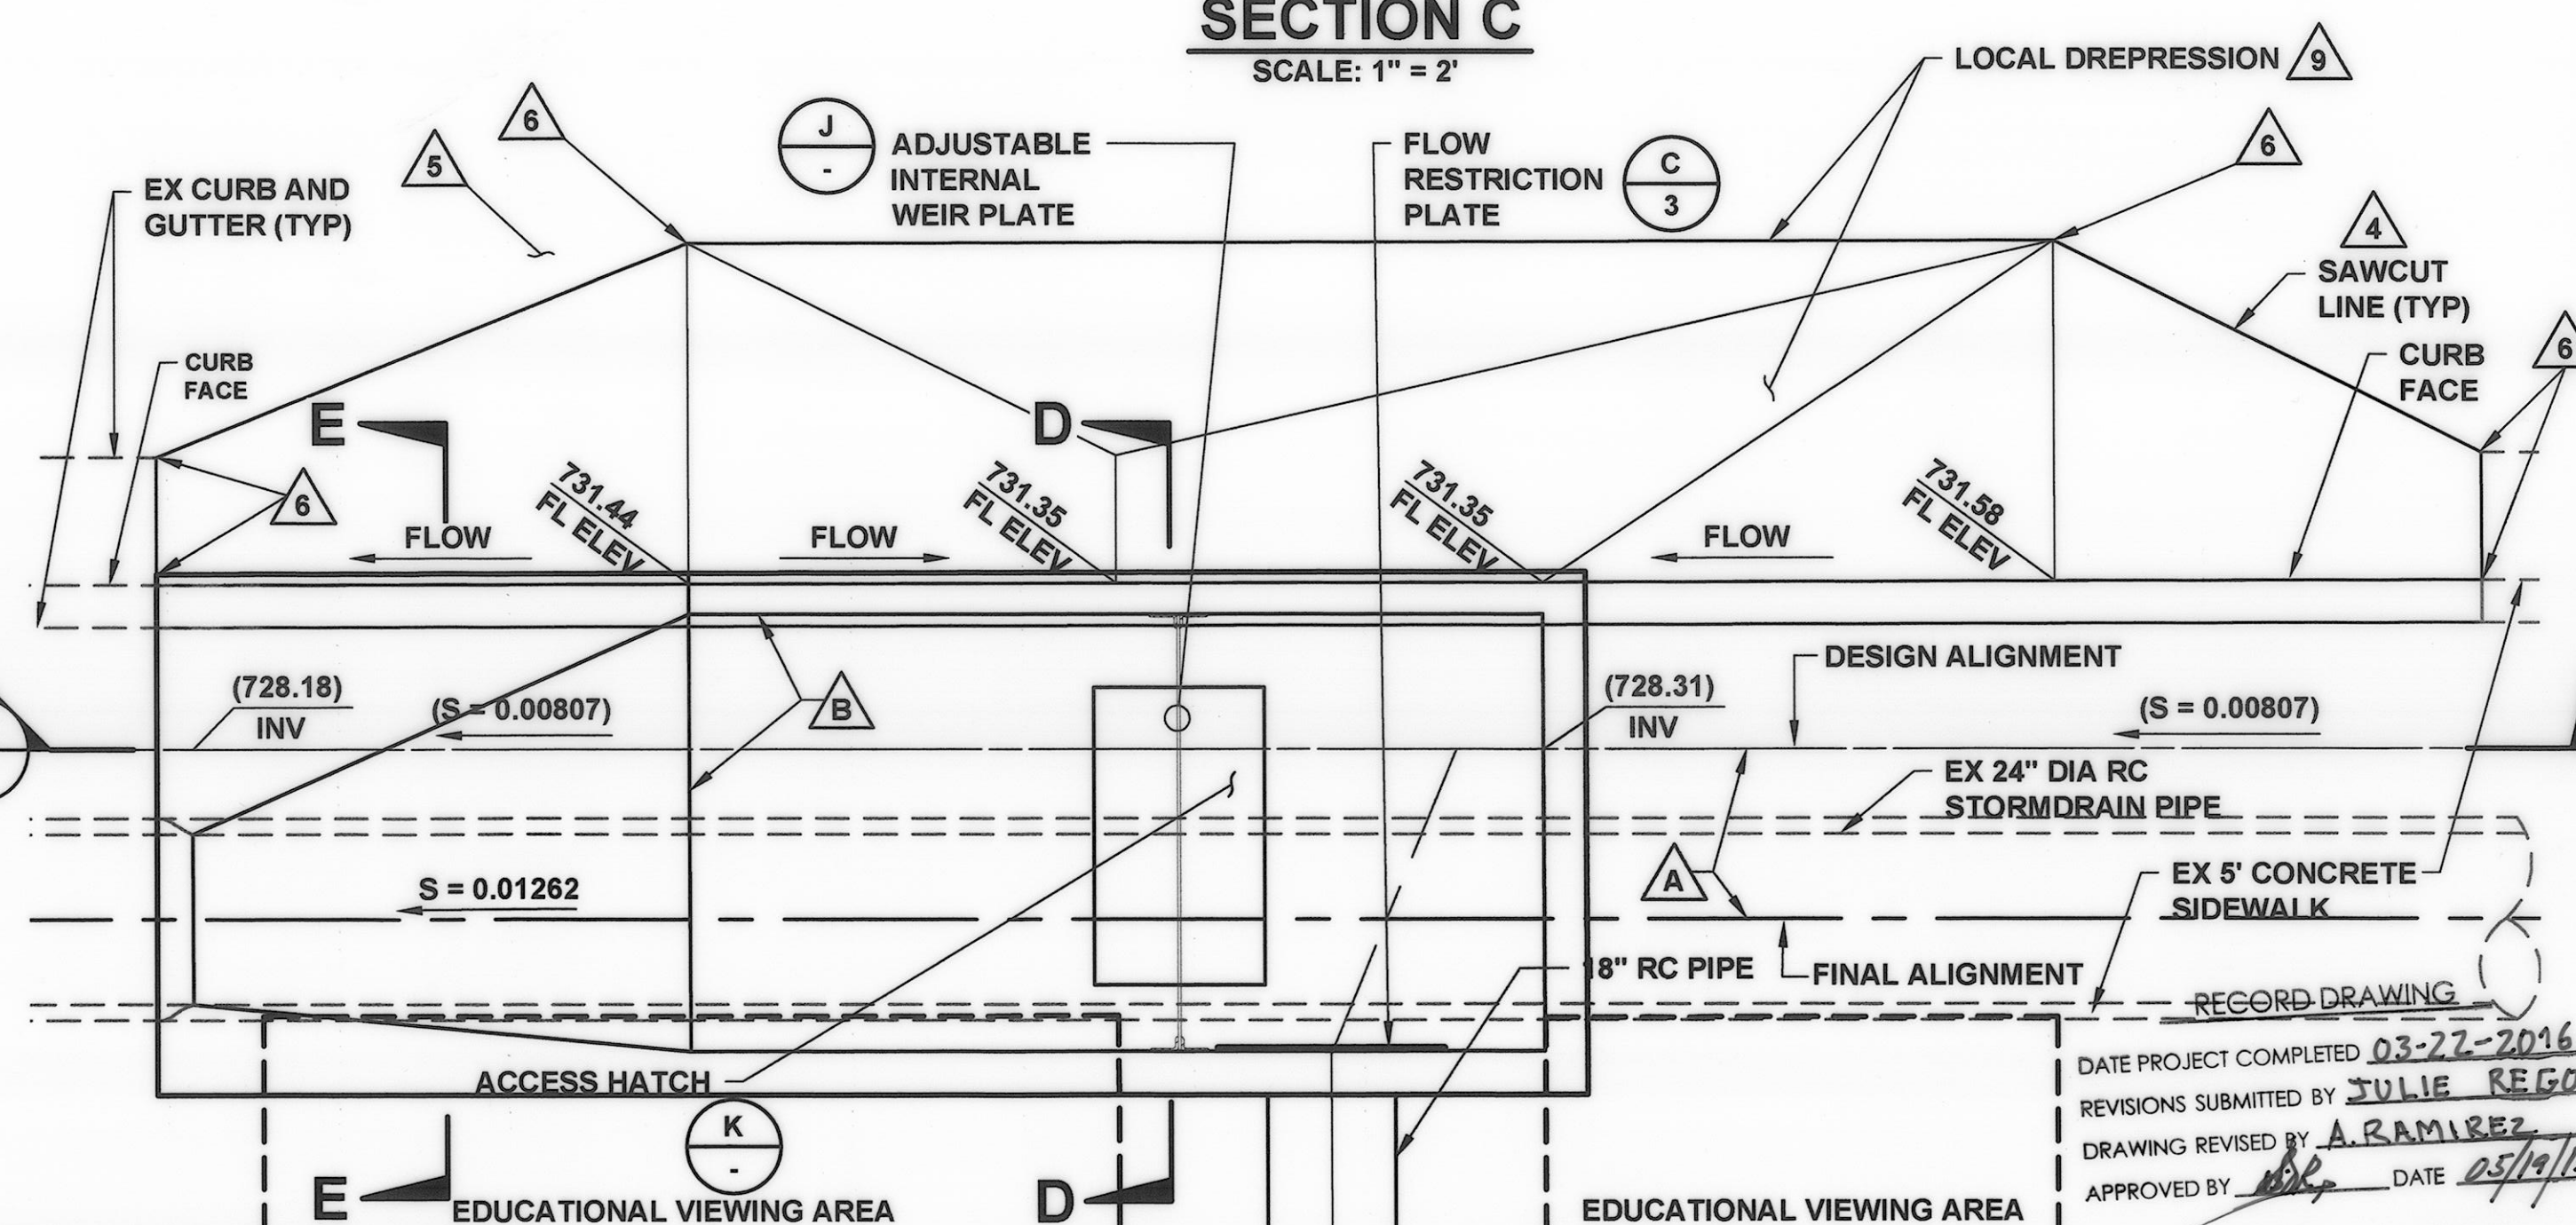 SECTION C
SCALE: 1" = 2'
LOCAL DREPRESSION
9
6
5
J
-
ADJUSTABLE
INTERNAL
WEIR PLATE
FLOW
RESTRICTION
PLATE
C
3
6
EX CURB AND
GUTTER (TYP)
4
SAWCUT
LINE (TYP)
CURB
FACE
CURB
FACE
6
E
D
6
731.44
FL ELEV
731.35
FL ELEV
731.35
FL ELEV
731.58
FL ELEV
FLOW
FLOW
FLOW
DESIGN ALIGNMENT
(728.18)
INV
(S = 0.00807)
B
(728.31)
INV
(S = 0.00807)
EX 24" DIA RC
STORMDRAIN PIPE
A
S = 0.01262
EX 5' CONCRETE
SIDEWALK
18" RC PIPE
FINAL ALIGNMENT
RECORD DRAWING
DATE PROJECT COMPLETED 03-22-2016
REVISIONS SUBMITTED BY JULIE REGO
DRAWING REVISED BY A. RAMIREZ
APPROVED BY DATE 05/19/1
ACCESS HATCH
K
-
E
EDUCATIONAL VIEWING AREA
D
EDUCATIONAL VIEWING AREA